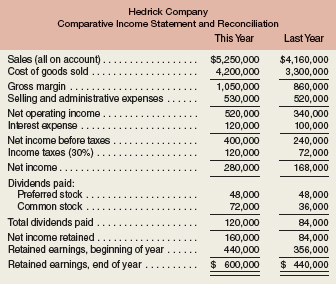 Hedrick Company
Comparative Income Statement and Reconciliation
This Year Last Year
Sales (all on account) . . . . . . . . . . . . . . . . . . . $5,250,000 $4,160,000
Cost of goods sold . . . . . . . . . . . . . . . . . . . . . 4,200,000 3,300,000
Gross margin . . . . . . . . . . . . . . . . . . . . . . . . . 1,050,000 860,000
Selling and administrative expenses . . . . . . 530,000 520,000
Net operating income . . . . . . . . . . . . . . . . . . . 520,000 340,000
Interest expense . . . . . . . . . . . . . . . . . . . . . . . 120,000 100,000
Net income before taxes . . . . . . . . . . . . . . . . . 400,000 240,000
Income taxes (30%) . . . . . . . . . . . . . . . . . . . . 120,000 72,000
Net income . . . . . . . . . . . . . . . . . . . . . . . . . . . 280,000 168,000
Dividends paid:
Preferred stock . . . . . . . . . . . . . . . . . . . . . . 48,000 48,000
Common stock . . . . . . . . . . . . . . . . . . . . . . 72,000 36,000
Total dividends paid . . . . . . . . . . . . . . . . . . . . 120,000 84,000
Net income retained . . . . . . . . . . . . . . . . . . . . 160,000 84,000
Retained earnings, beginning of year . . . . . . 440,000 356,000
Retained earnings, end of year . . . . . . . . . . . $ 600,000 $ 440,000